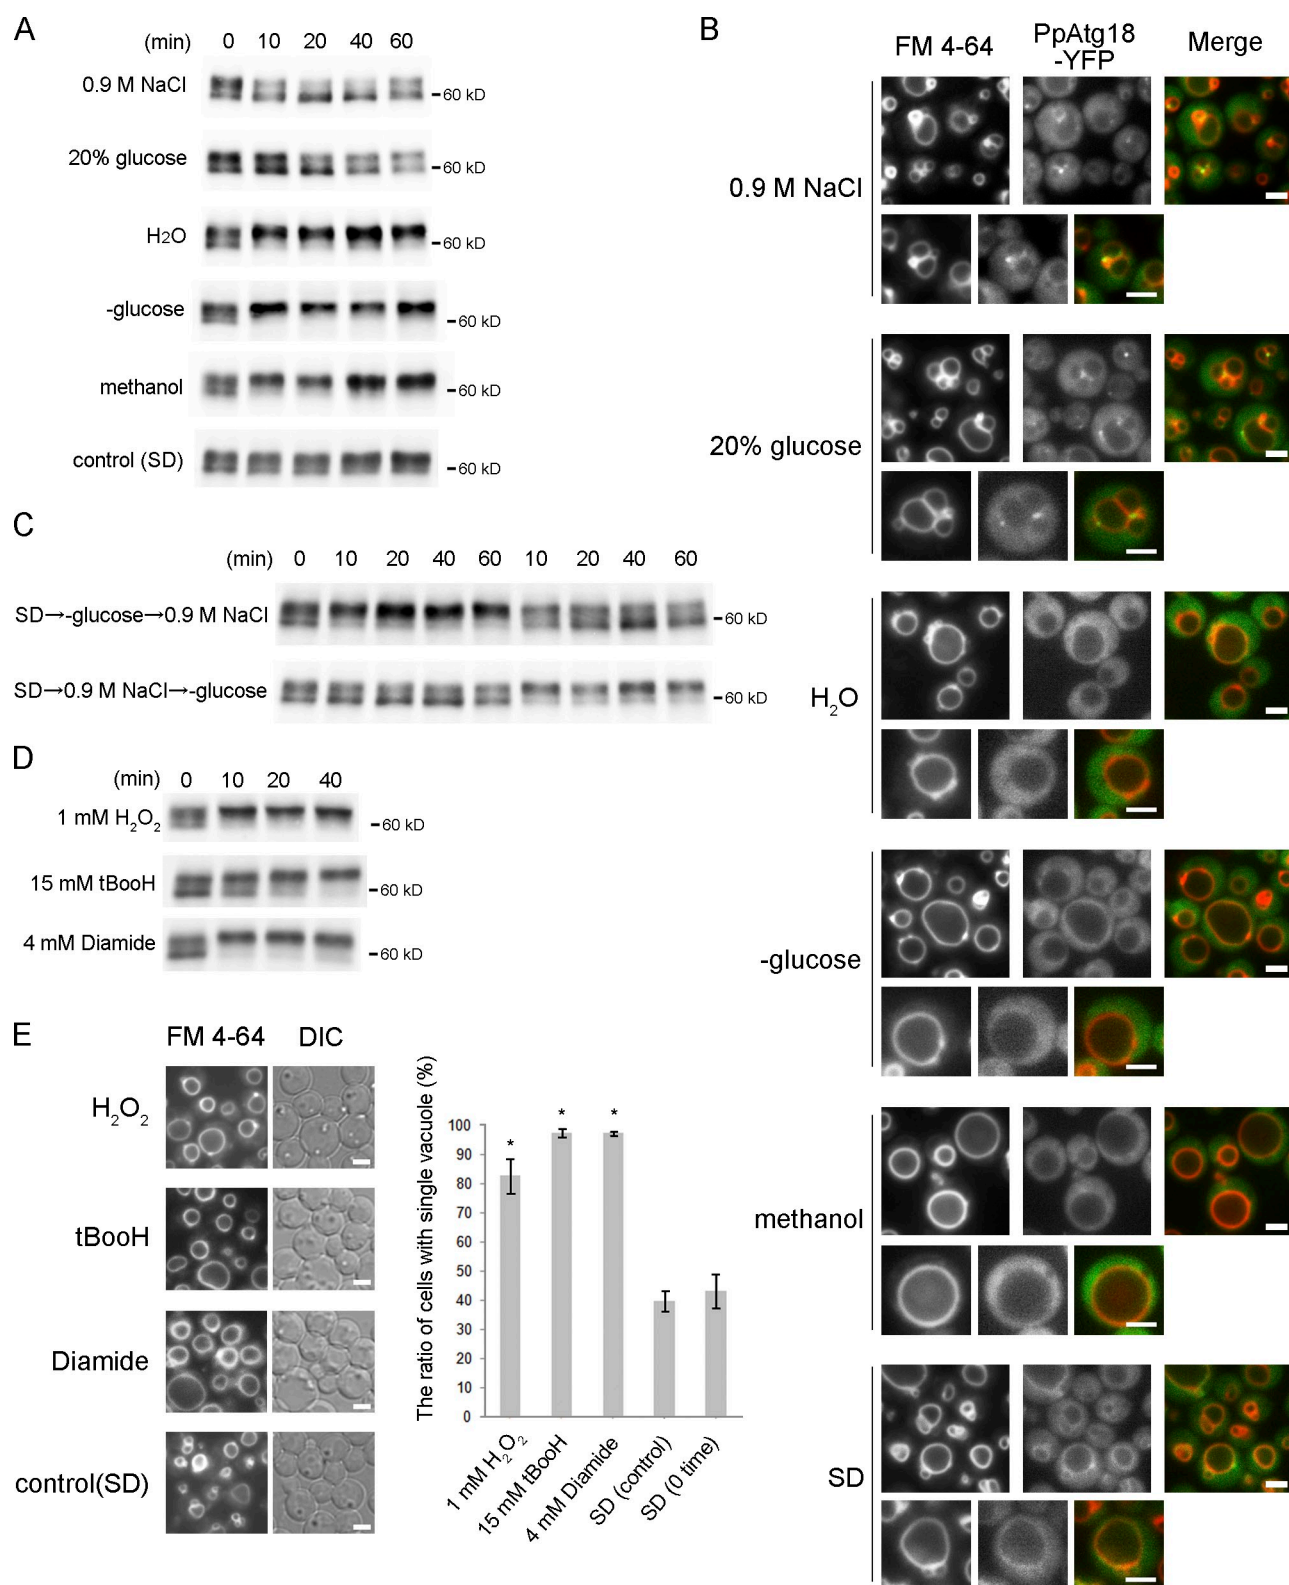 A
(min) 0 10 20 40 60
0.9 M NaCl
60 kD
20% glucose
60 kD
H2O
60 kD
-glucose
60 kD
methanol
60 kD
control (SD)
60 kD
B
FM 4-64
PpAtg18
-YFP
Merge
0.9 M NaCl
20% glucose
H₂O
-glucose
methanol
SD
C
(min) 0 10 20 40 60 10 20 40 60
SD→-glucose→0.9 M NaCl
60 kD
SD→0.9 M NaCl→-glucose
60 kD
D
(min) 0 10 20 40
1 mM H₂O₂
60 kD
15 mM tBooH
60 kD
4 mM Diamide
60 kD
E
FM 4-64 DIC
H₂O₂
tBooH
Diamide
control(SD)
The ratio of cells with single vacuole (%)
100
90
80
70
60
50
40
30
20
10
0
* * *
1 mM H₂O₂
15 mM tBooH
4 mM Diamide
SD (control)
SD (0 time)